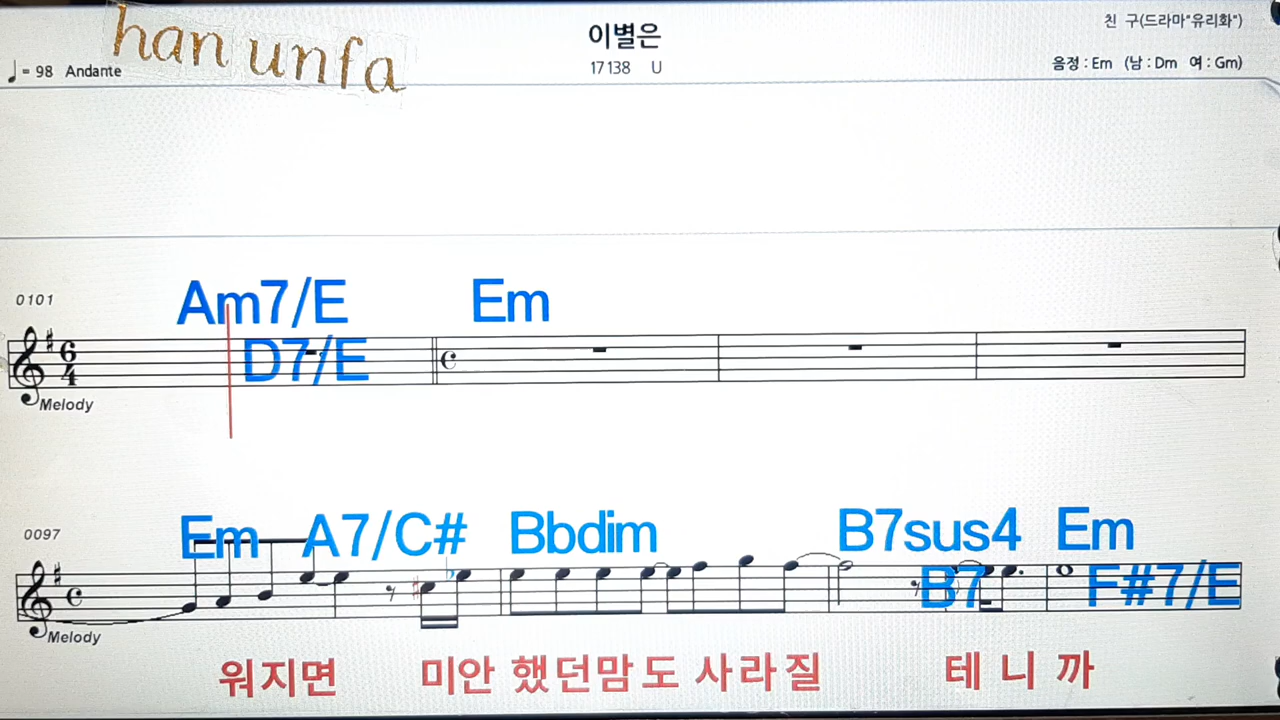 han unfa
이별은
친 구(드라마"유리화")
♩= 98 Andante
17138 U
음정 : Em (남 : Dm 여 : Gm)
Am7/E Em
0101
D7/E
6 4
Melody
Em A7/C# Bbdim B7sus4 Em
0097
B7 F#7/E
Melody
워지면 미안 했던맘도 사라질 테 니 까